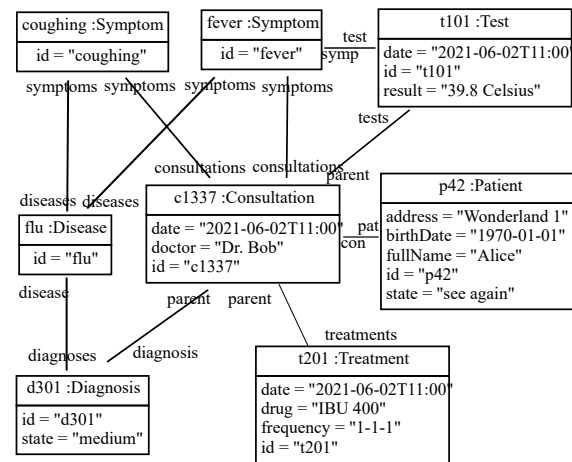 coughing :Symptom
id = "coughing"
fever :Symptom
id = "fever"
t101 :Test
date = "2021-06-02T11:00"
id = "t101"
result = "39.8 Celsius"
test
symp
symptoms
symptoms
symptoms
symptoms
tests
parent
consultations
consultations
diseases
diseases
flu :Disease
id = "flu"
c1337 :Consultation
date = "2021-06-02T11:00"
doctor = "Dr. Bob"
id = "c1337"
pat
con
p42 :Patient
address = "Wonderland 1"
birthDate = "1970-01-01"
fullName = "Alice"
id = "p42"
state = "see again"
disease
parent
parent
diagnoses
diagnosis
treatments
d301 :Diagnosis
id = "d301"
state = "medium"
t201 :Treatment
date = "2021-06-02T11:00"
drug = "IBU 400"
frequency = "1-1-1"
id = "t201"